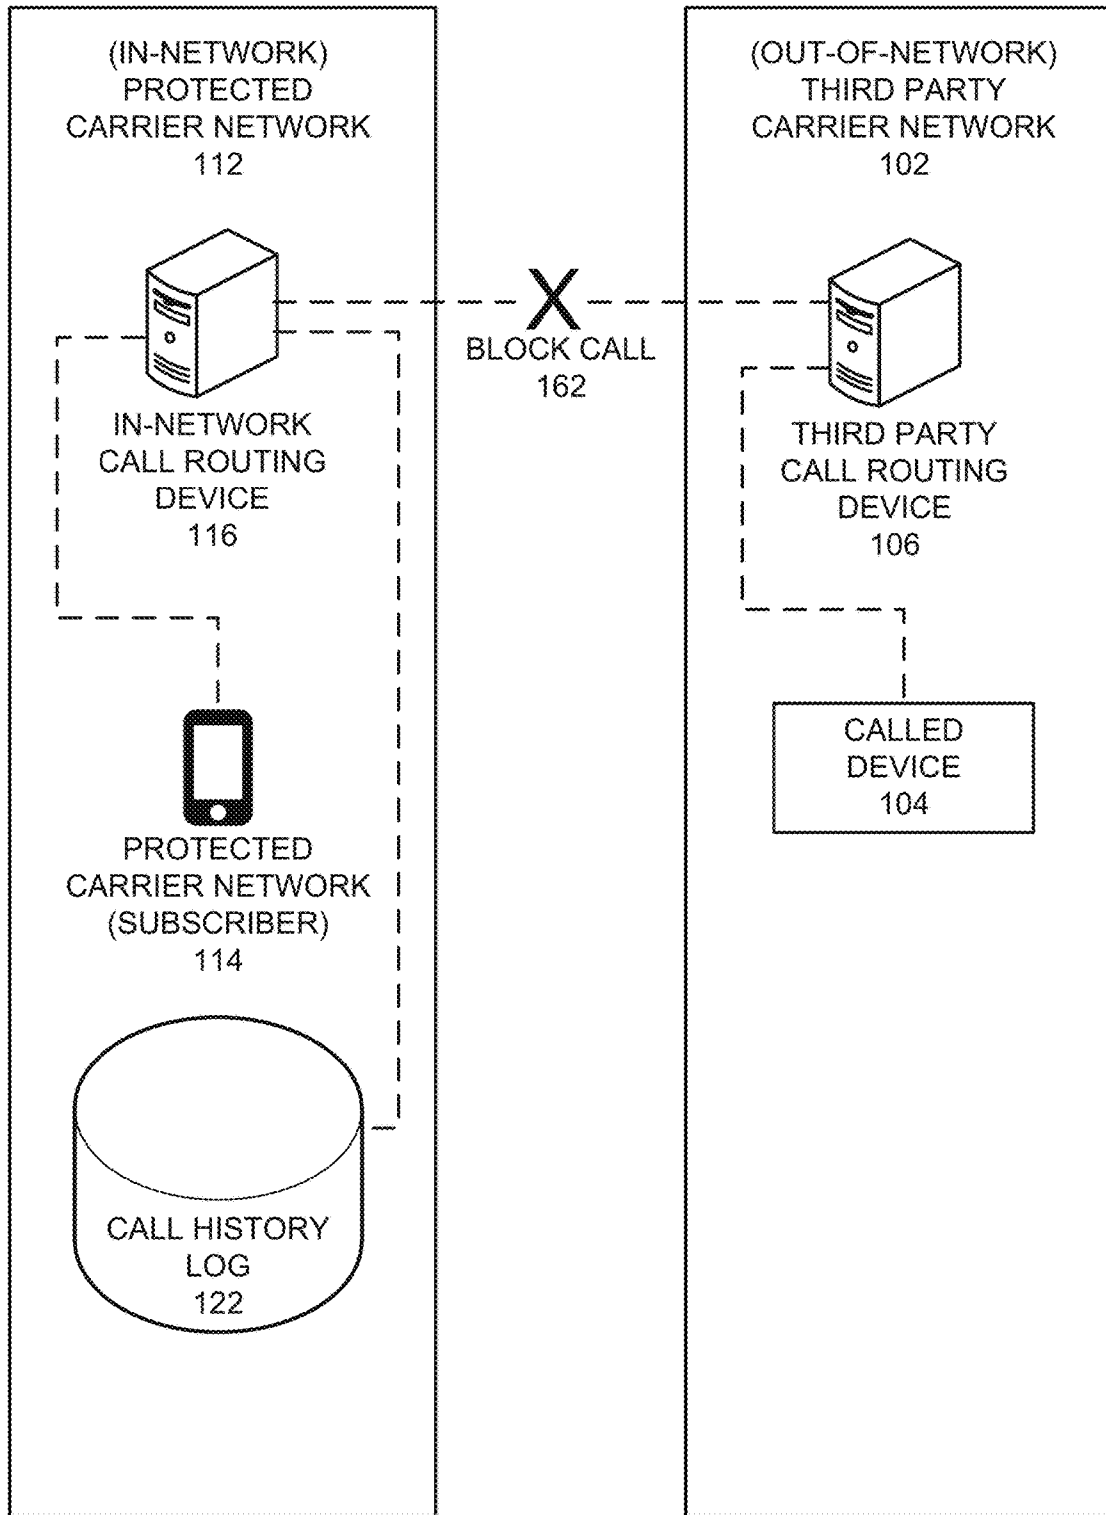 (IN-NETWORK)
PROTECTED
CARRIER NETWORK
112
(OUT-OF-NETWORK)
THIRD PARTY
CARRIER NETWORK
102
X
BLOCK CALL
162
IN-NETWORK
CALL ROUTING
DEVICE
116
THIRD PARTY
CALL ROUTING
DEVICE
106
PROTECTED
CARRIER NETWORK
(SUBSCRIBER)
114
CALLED
DEVICE
104
CALL HISTORY
LOG
122